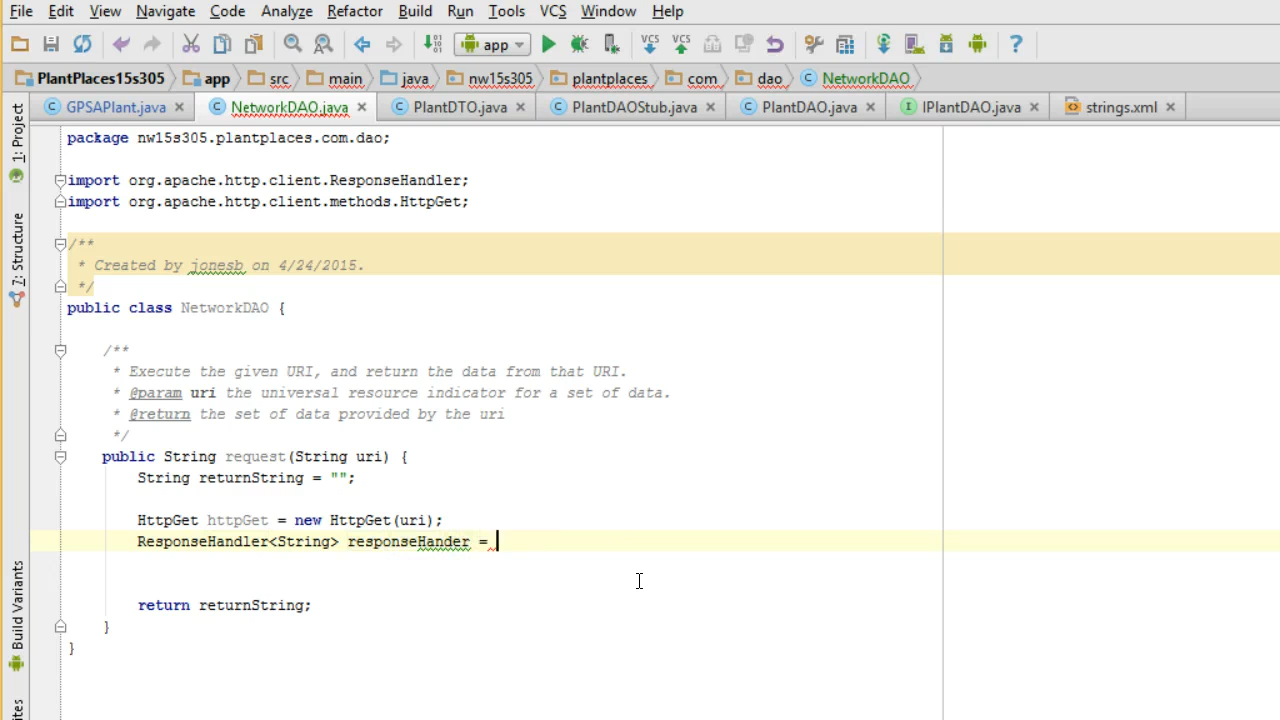 File Edit View Navigate Code Analyze Refactor Build Run Tools VCS Window Help
app VCS VCS ?
PlantPlaces15s305 app src main java nw15s305 plantplaces com dao NetworkDAO
GPSAPlant.java NetworkDAO.java PlantDTO.java PlantDAOStub.java PlantDAO.java IPlantDAO.java strings.xml
1: Project
7: Structure
Build Variants
package nw15s305.plantplaces.com.dao;
import org.apache.http.client.ResponseHandler;
import org.apache.http.client.methods.HttpGet;
/**
* Created by jonesb on 4/24/2015.
*/
public class NetworkDAO {
/**
* Execute the given URI, and return the data from that URI.
* @param uri the universal resource indicator for a set of data.
* @return the set of data provided by the uri
*/
public String request(String uri) {
String returnString = "";
HttpGet httpGet = new HttpGet(uri);
ResponseHandler<String> responseHander =
return returnString;
}
}